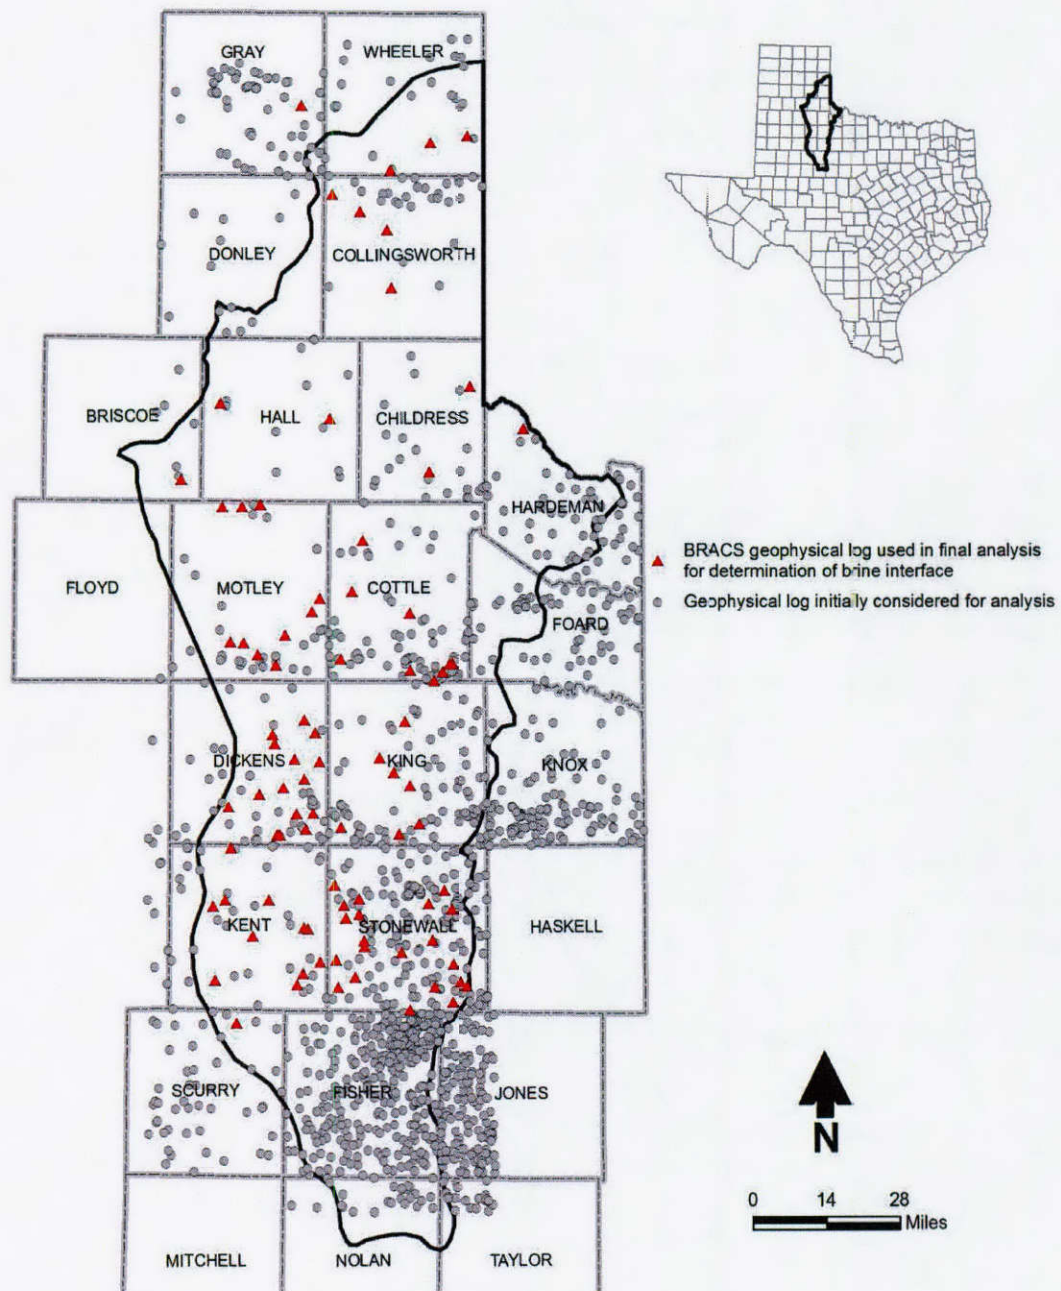 GRAY
WHEELER
DONLEY
COLLINGSWORTH
BRISCOE
HALL
CHILDRESS
HARDEMAN
BRACS geophysical log used in final analysis
for determination of brine interface
Geophysical log initially considered for analysis
FLOYD
MOTLEY
COTTLE
FOARD
DICKENS
KING
KNOX
KENT
STONEWALL
HASKELL
SCURRY
FISHER
JONES
N
0 14 28
Miles
MITCHELL
NOLAN
TAYLOR